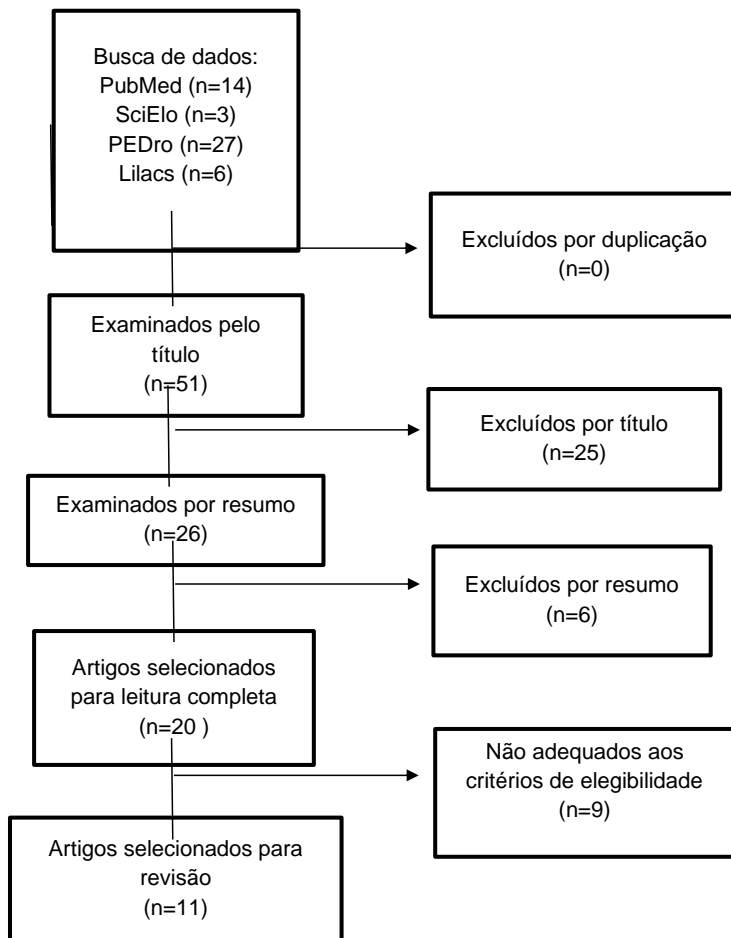 Busca de dados:
PubMed (n=14)
SciElo (n=3)
PEDro (n=27)
Lilacs (n=6)
Excluídos por duplicação
(n=0)
Examinados pelo
título
(n=51)
Excluídos por título
(n=25)
Examinados por resumo
(n=26)
Excluídos por resumo
(n=6)
Artigos selecionados
para leitura completa
(n=20 )
Não adequados aos
critérios de elegibilidade
(n=9)
Artigos selecionados para
revisão
(n=11)